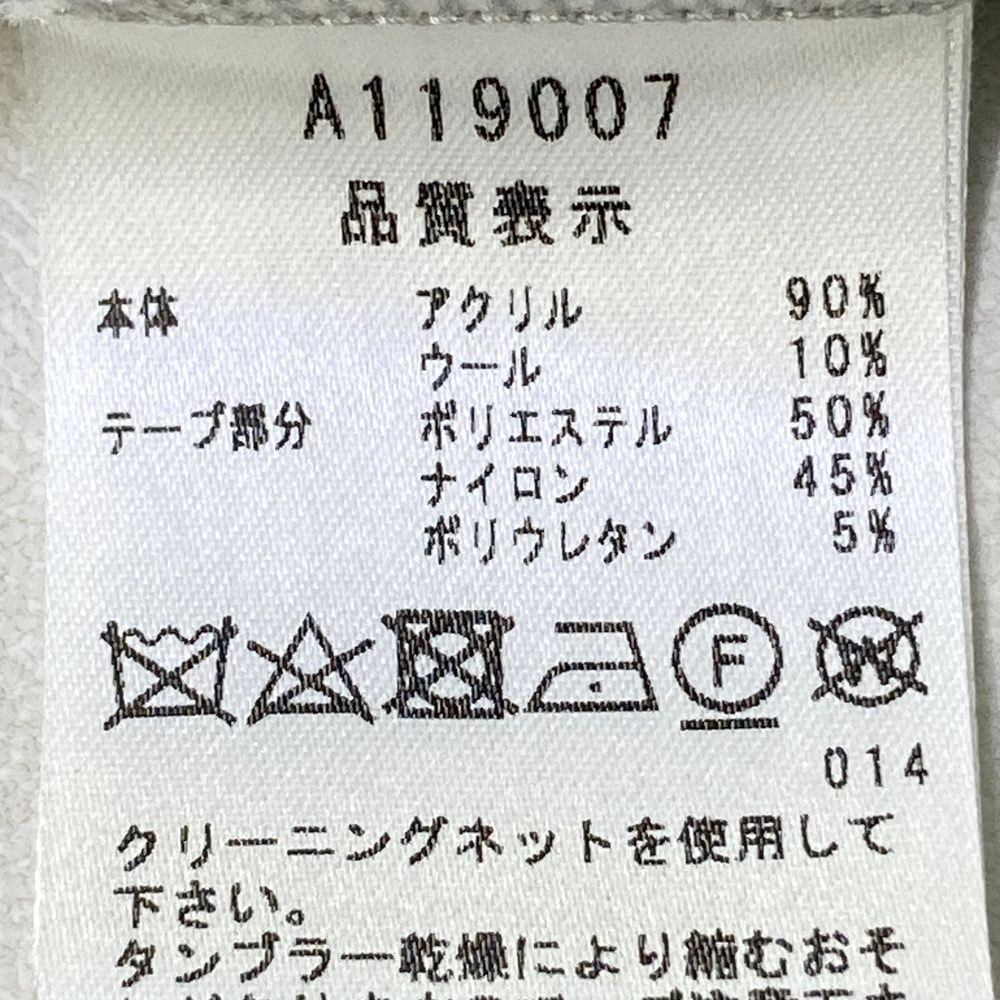 A119007
品質表示
本体 アクリル 90%
ウール 10%
テープ部分 ポリエステル 50%
ナイロン 45%
ポリウレタン 5%
F W
014
クリーニングネットを使用して
下さい。
タンブラー乾燥により縮むおそ